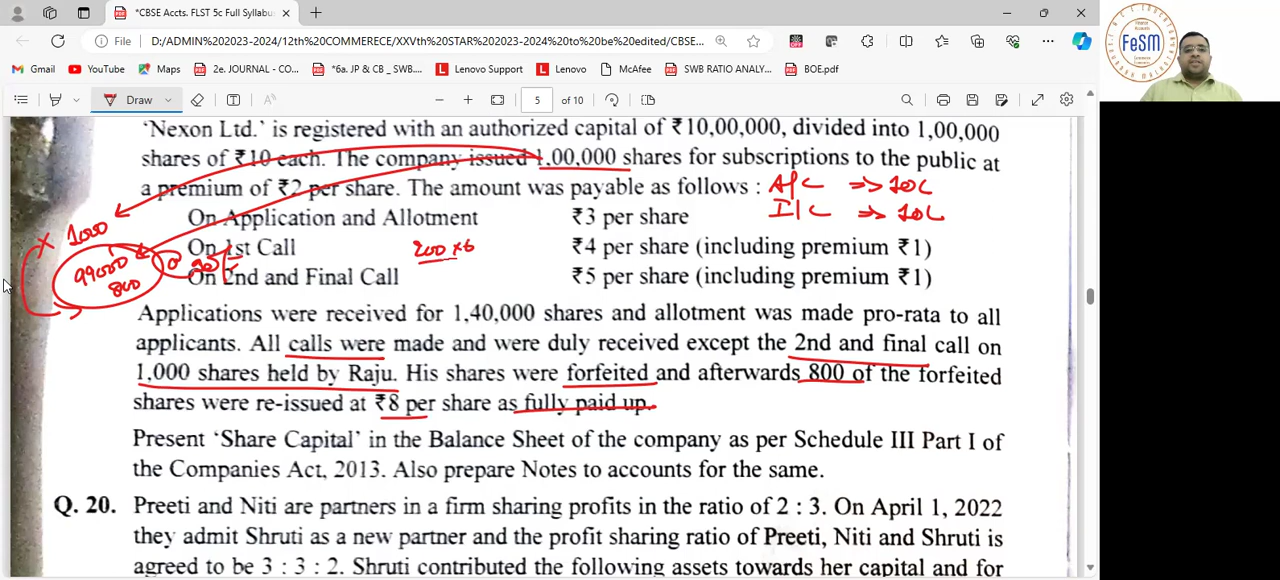 *CBSE Accts. FLST 5c Full Syllabu
File D:/ADMIN%202023-2024/12th%20COMMERECE/XXVth%20STAR%202023-2024%20to%20be%20edited/CBSE...
Gmail YouTube Maps 2e. JOURNAL - CO... *6a. JP & CB _ SWB... Lenovo Support Lenovo McAfee SWB RATIO ANALY... BOE.pdf
Draw 5 of 10
FeSM
'Nexon Ltd.' is registered with an authorized capital of ₹10,00,000, divided into 1,00,000
shares of ₹10 each. The company issued 1,00,000 shares for subscriptions to the public at
a premium of ₹2 per share. The amount was payable as follows : A/C ⇒ 10L
I/C ⇒ 10L
On Application and Allotment ₹3 per share
1000
On 1st Call 200 x 6 ₹4 per share (including premium ₹1)
99000
800
On 2nd and Final Call ₹5 per share (including premium ₹1)
Applications were received for 1,40,000 shares and allotment was made pro-rata to all
applicants. All calls were made and were duly received except the 2nd and final call on
1,000 shares held by Raju. His shares were forfeited and afterwards 800 of the forfeited
shares were re-issued at ₹8 per share as fully paid up.
Present 'Share Capital' in the Balance Sheet of the company as per Schedule III Part I of
the Companies Act, 2013. Also prepare Notes to accounts for the same.
Q. 20. Preeti and Niti are partners in a firm sharing profits in the ratio of 2 : 3. On April 1, 2022
they admit Shruti as a new partner and the profit sharing ratio of Preeti, Niti and Shruti is
agreed to be 3 : 3 : 2. Shruti contributed the following assets towards her capital and for